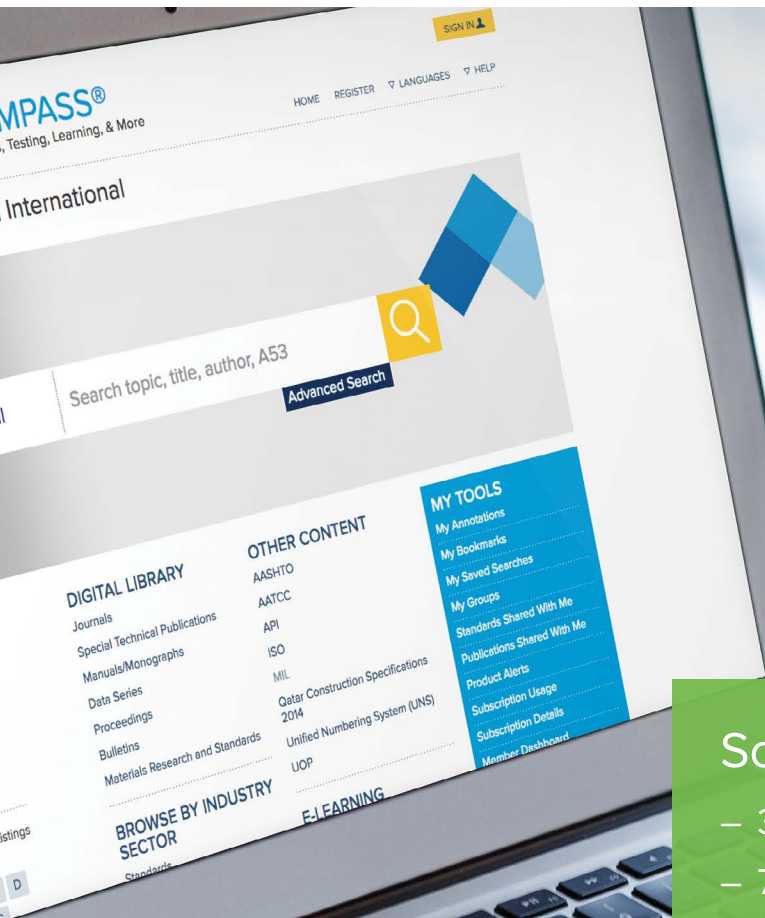 SIGN IN
MPASS®
s, Testing, Learning, & More
HOME REGISTER ▽ LANGUAGES ▽ HELP
International
Search topic, title, author, A53
Advanced Search
DIGITAL LIBRARY
Journals
Special Technical Publications
Manuals/Monographs
Data Series
Proceedings
Bulletins
Materials Research and Standards
BROWSE BY INDUSTRY
SECTOR
Standards
OTHER CONTENT
AASHTO
AATCC
API
ISO
MIL
Qatar Construction Specifications
2014
Unified Numbering System (UNS)
UOP
E-LEARNING
MY TOOLS
My Annotations
My Bookmarks
My Saved Searches
My Groups
Standards Shared With Me
Publications Shared With Me
Product Alerts
Subscription Usage
Subscription Details
Member Dashboard
istings
D